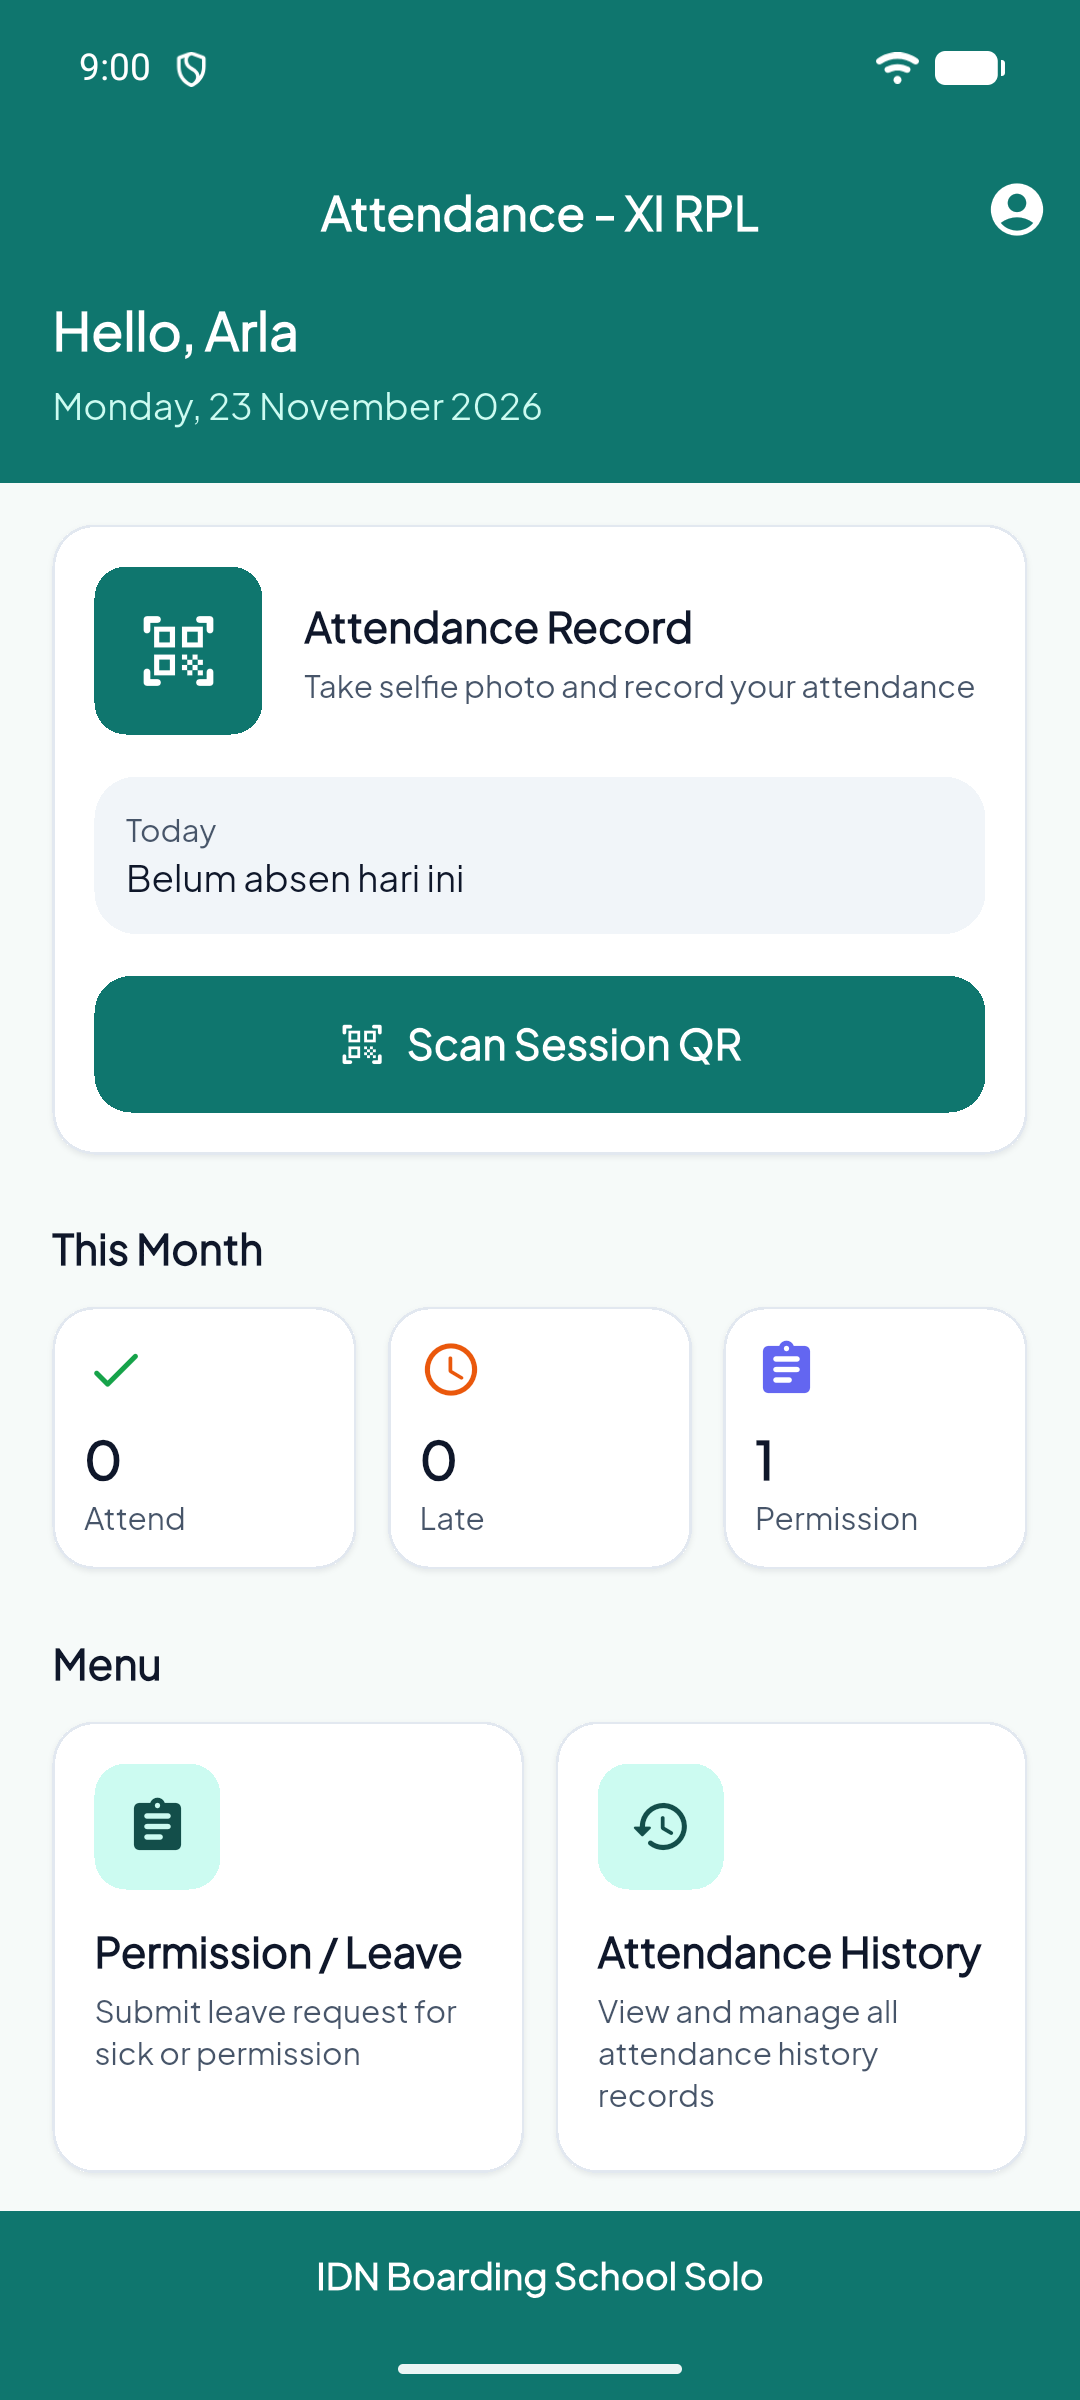 9:00
Attendance - XI RPL
Hello, Arla
Monday, 23 November 2026
Attendance Record
Take selfie photo and record your attendance
Today
Belum absen hari ini
Scan Session QR
This Month
0
Attend
0
Late
1
Permission
Menu
Permission / Leave
Submit leave request for
sick or permission
Attendance History
View and manage all
attendance history
records
IDN Boarding School Solo